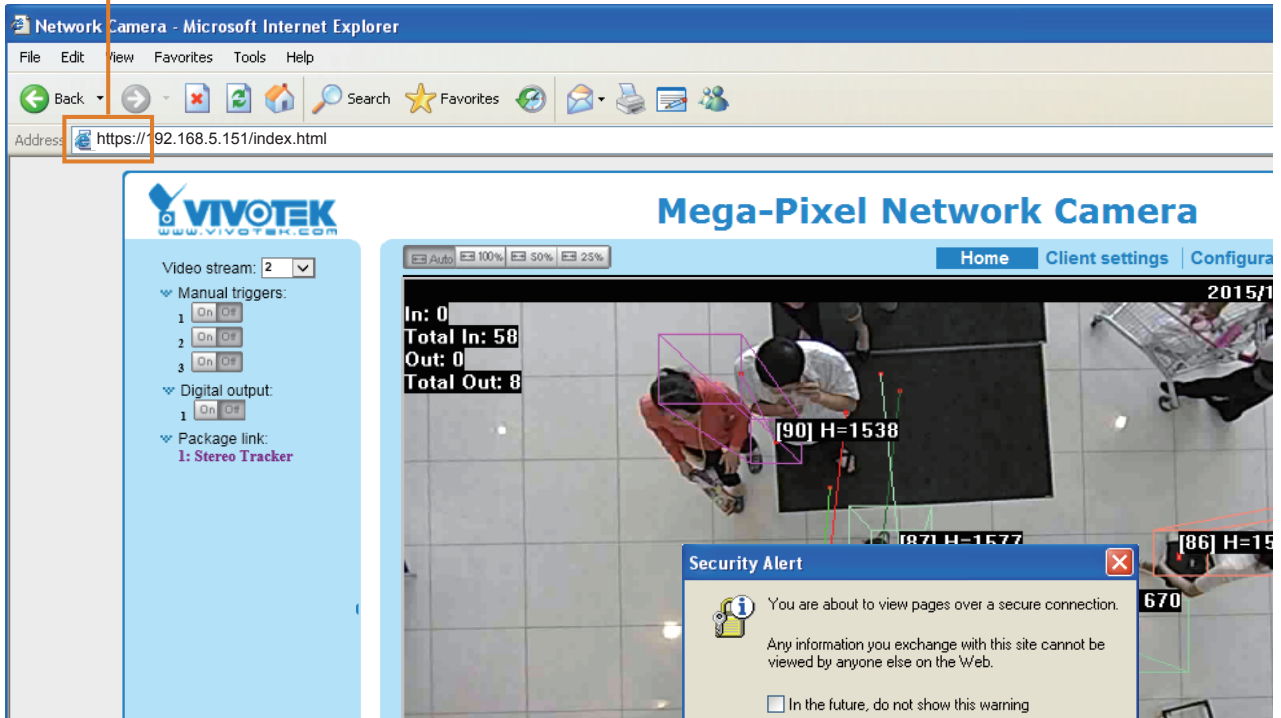 Network Camera - Microsoft Internet Explorer
File Edit View Favorites Tools Help
Back Search Favorites
Address https://192.168.5.151/index.html
VIVOTEK
www.vivotek.com
Mega-Pixel Network Camera
Auto 100% 50% 25%
Home Client settings Configura
Video stream: 2
Manual triggers:
1 On Off
2 On Off
3 On Off
Digital output:
1 On Off
Package link:
1: Stereo Tracker
2015/1
In: 0
Total In: 58
Out: 0
Total Out: 8
[90] H=1538
[87] H=1577
[86] H=15
670
Security Alert
You are about to view pages over a secure connection.
Any information you exchange with this site cannot be
viewed by anyone else on the Web.
In the future, do not show this warning